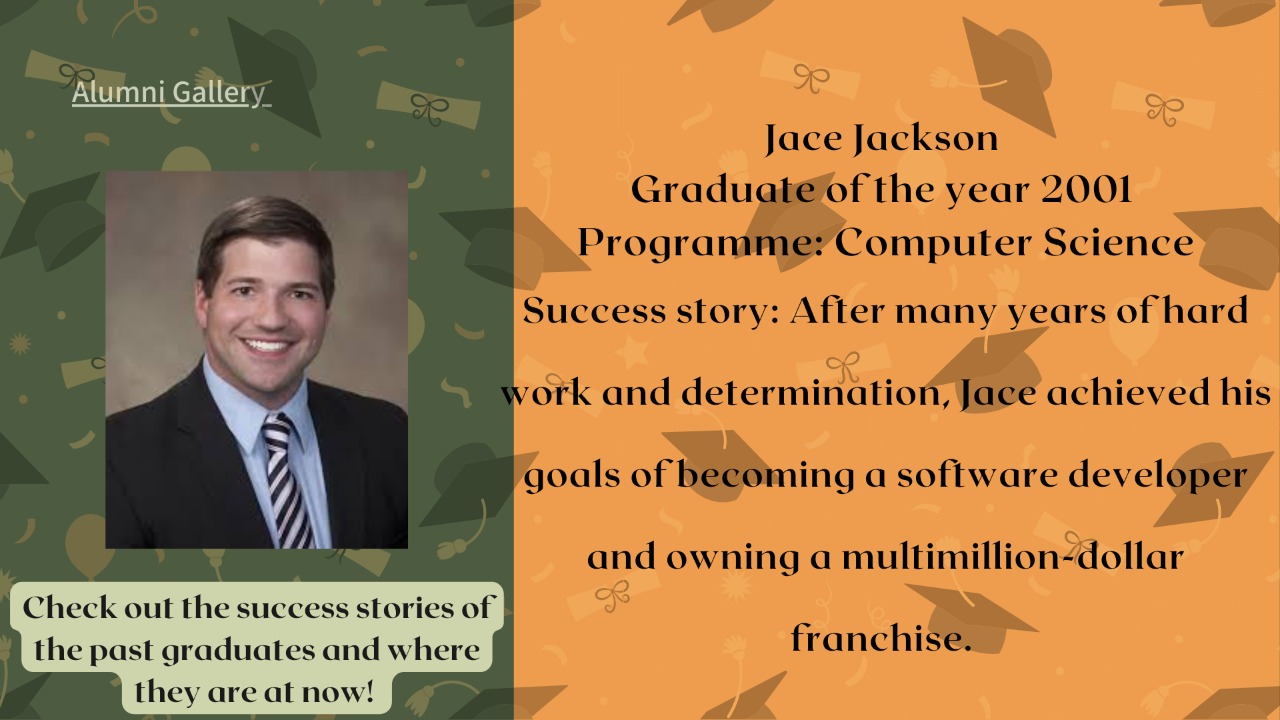 Alumni Gallery
Jace Jackson
Graduate of the year 2001
Programme: Computer Science
Success story: After many years of hard
work and determination, Jace achieved his
goals of becoming a software developer
and owning a multimillion-dollar
franchise.
Check out the success stories of
the past graduates and where
they are at now!